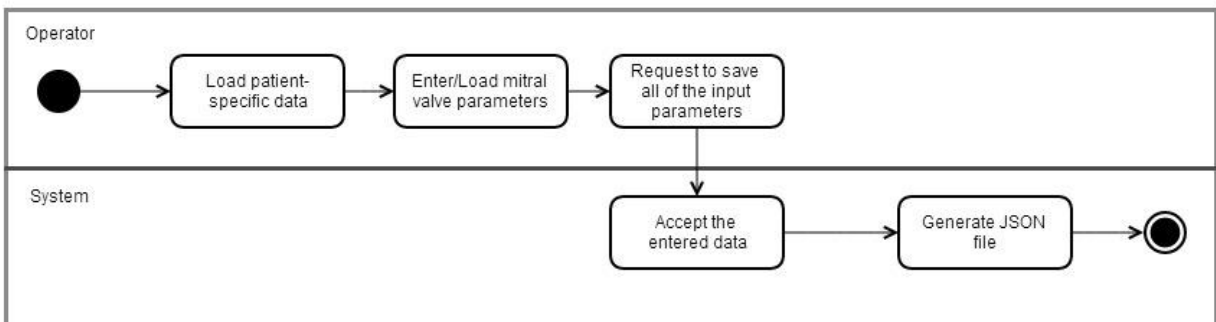 Operator
Load patient-
specific data
Enter/Load mitral
valve parameters
Request to save
all of the input
parameters
System
Accept the
entered data
Generate JSON
file